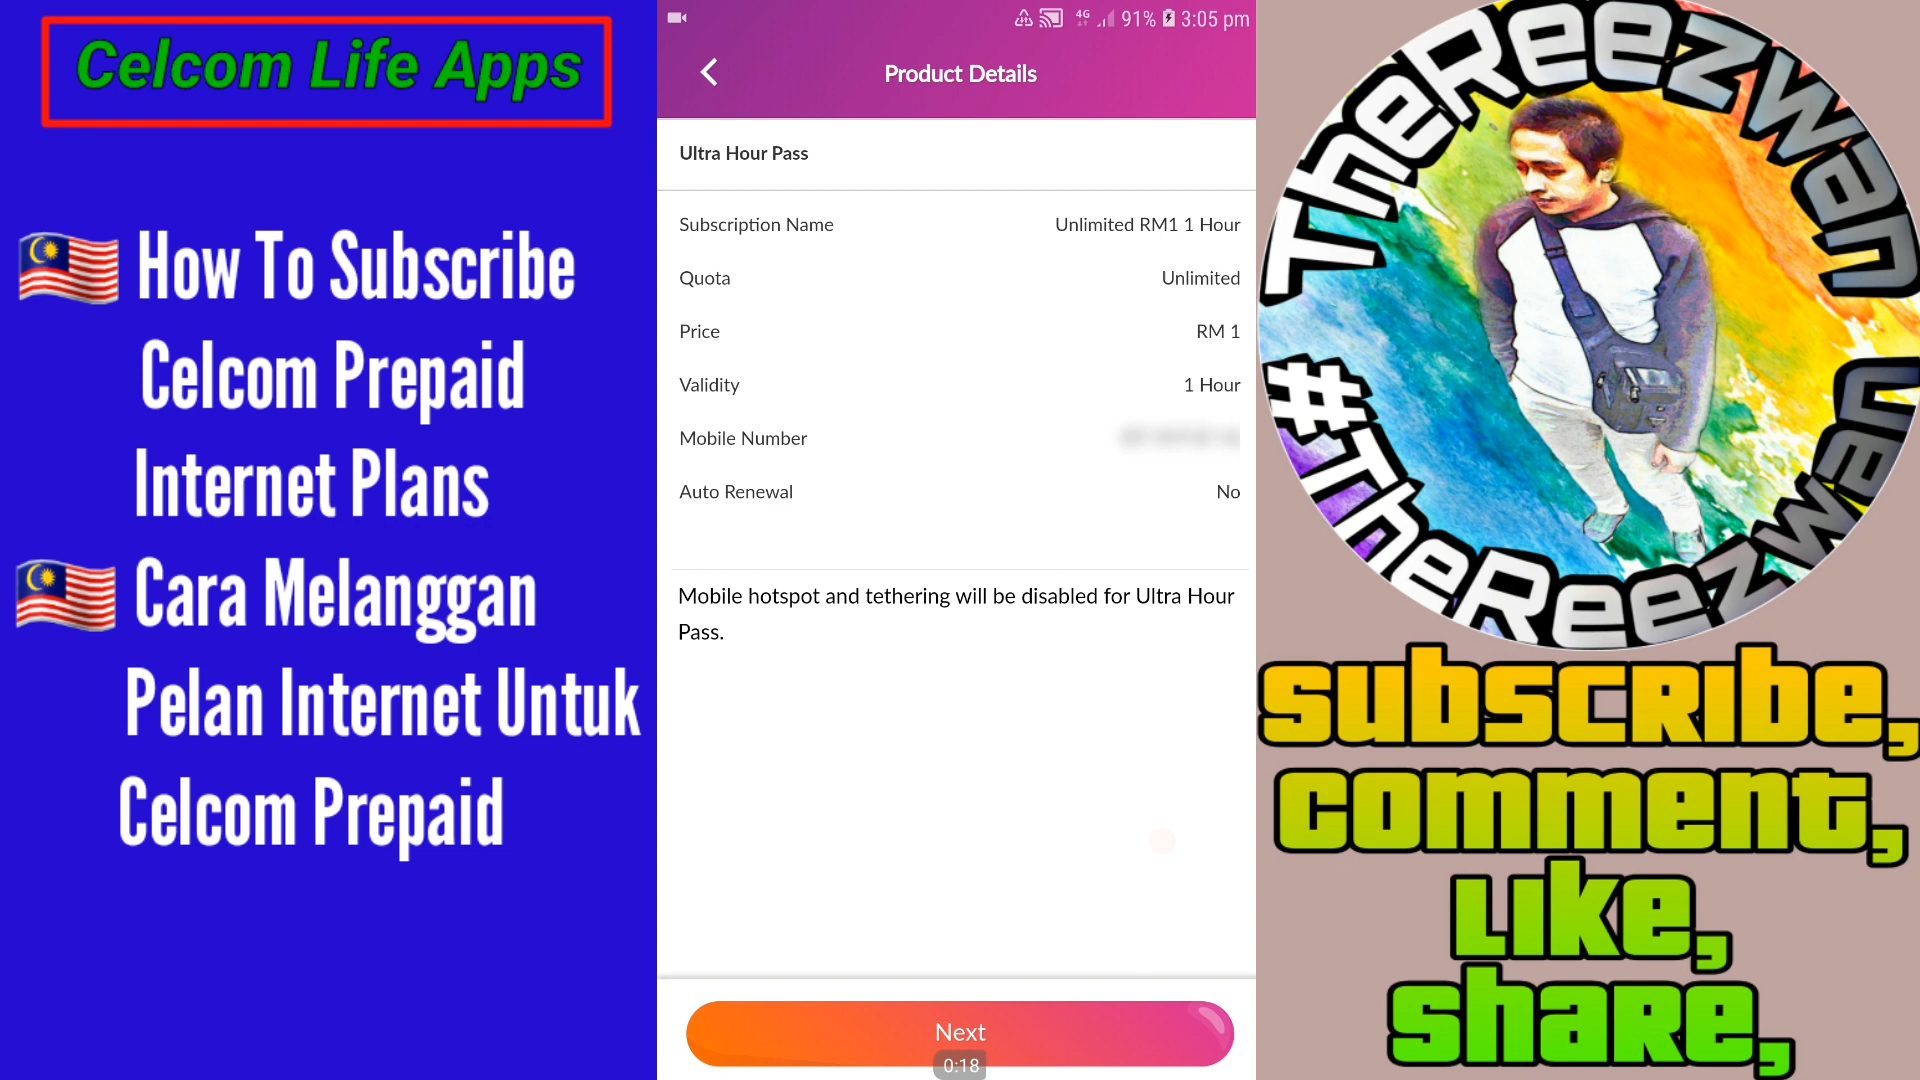 Celcom Life Apps
How To Subscribe
Celcom Prepaid
Internet Plans
Cara Melanggan
Pelan Internet Untuk
Celcom Prepaid
4G 91% 3:05 pm
Product Details
Ultra Hour Pass
Subscription Name Unlimited RM1 1 Hour
Quota Unlimited
Price RM 1
Validity 1 Hour
Mobile Number
Auto Renewal No
Mobile hotspot and tethering will be disabled for Ultra Hour
Pass.
Next
0:18
TheReezwan
#TheReezwan
Subscribe,
Comment,
Like,
Share,